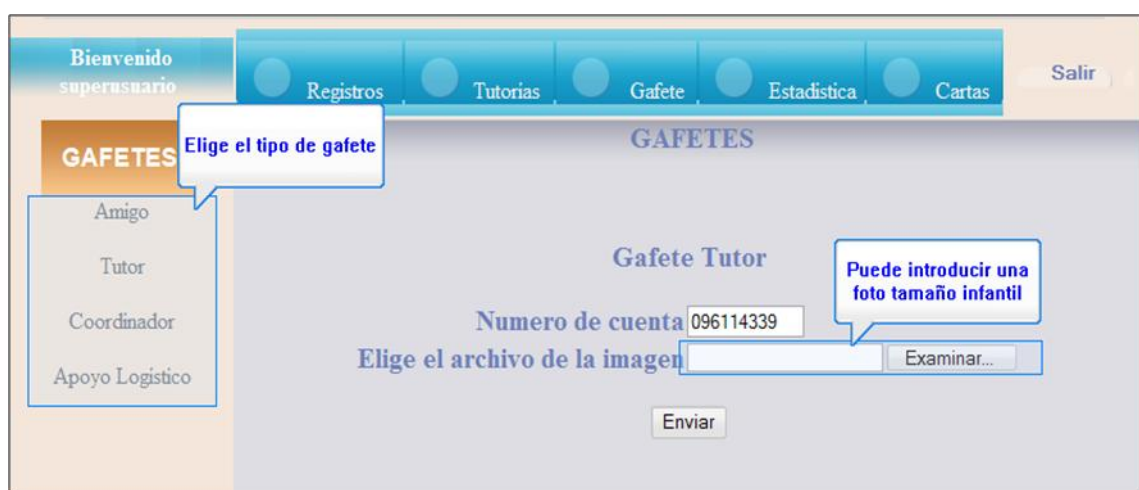 Bienvenido
superusuario
Registros
Tutorias
Gafete
Estadistica
Cartas
Salir
GAFETES
Elige el tipo de gafete
Amigo
Tutor
Coordinador
Apoyo Logistico
GAFETES
Gafete Tutor
Puede introducir una
foto tamaño infantil
Numero de cuenta 096114339
Elige el archivo de la imagen Examinar...
Enviar